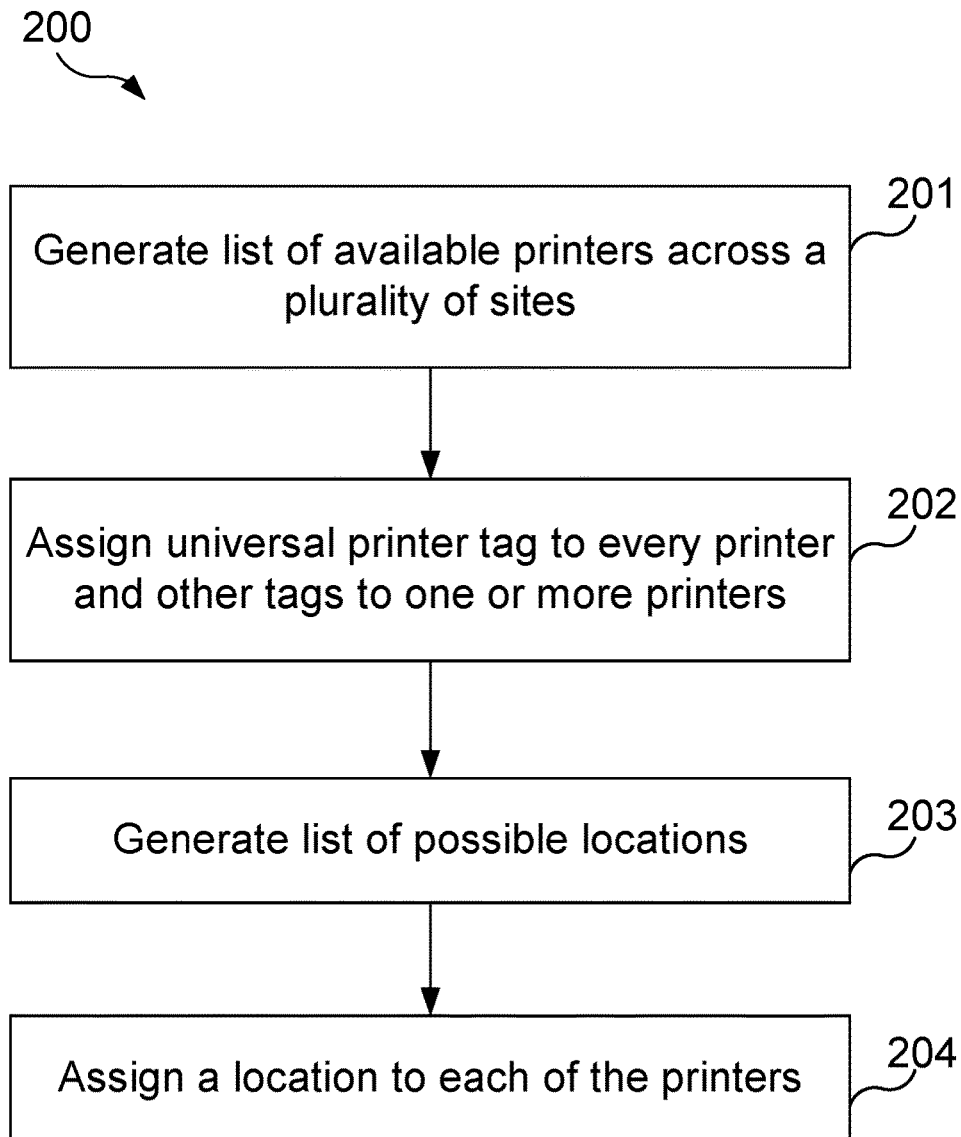 200
201
Generate list of available printers across a
plurality of sites
202
Assign universal printer tag to every printer
and other tags to one or more printers
203
Generate list of possible locations
204
Assign a location to each of the printers